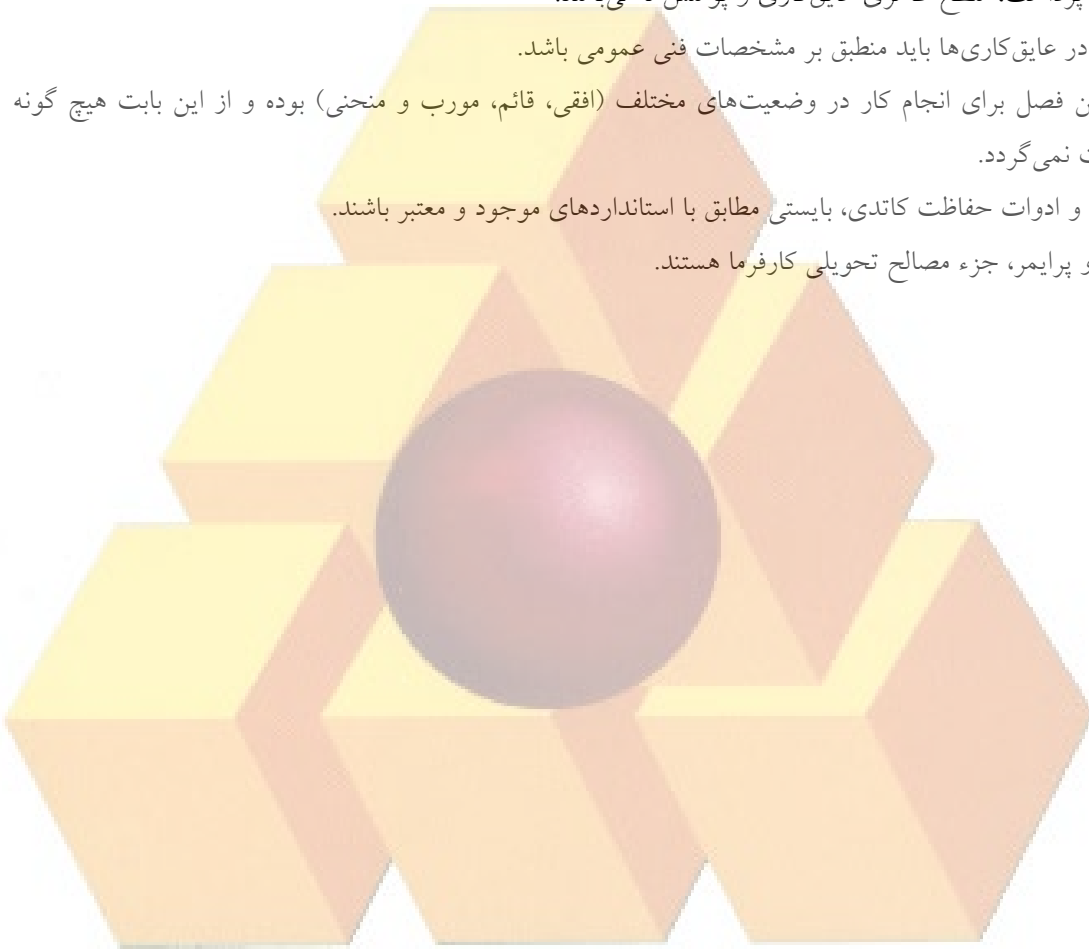 در عایق‌کاری‌ها باید منطبق بر مشخصات فنی عمومی باشد.
فصل برای انجام کار در وضعیت‌های مختلف (افقی، قائم، مورب و منحنی) بوده و از این بابت هیچ گونه
نمی‌گردد.
و ادوات حفاظت کاتدی، بایستی مطابق با استانداردهای موجود و معتبر باشند.
و پرایمر، جزء مصالح تحویلی کارفرما هستند.